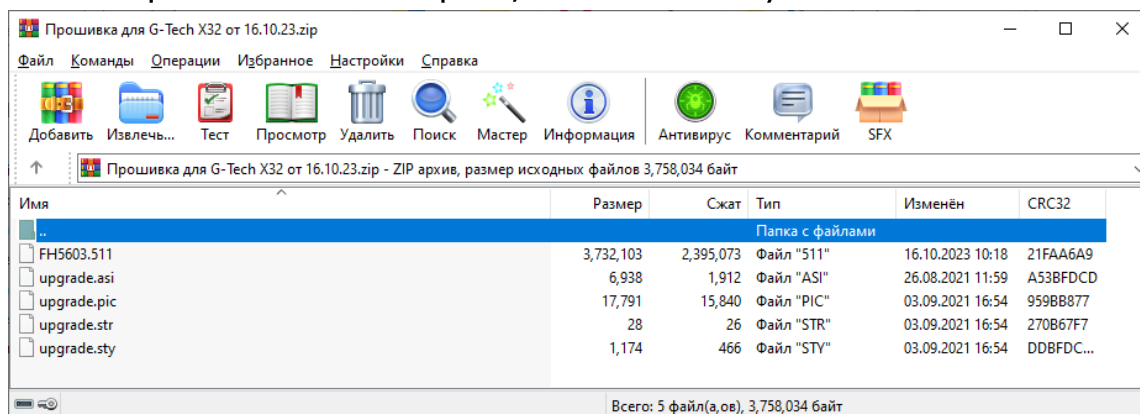 Прошивка для G-Tech X32 от 16.10.23.zip
Файл Команды Операции Избранное Настройки Справка
Добавить Извлечь... Тест Просмотр Удалить Поиск Мастер Информация Антивирус Комментарий SFX
Прошивка для G-Tech X32 от 16.10.23.zip - ZIP архив, размер исходных файлов 3,758,034 байт
Имя Размер Сжат Тип Изменён CRC32
.. Папка с файлами
FH5603.511 3,732,103 2,395,073 Файл "511" 16.10.2023 10:18 21FAA6A9
upgrade.asi 6,938 1,912 Файл "ASI" 26.08.2021 11:59 A53BFDCD
upgrade.pic 17,791 15,840 Файл "PIC" 03.09.2021 16:54 959BB877
upgrade.str 28 26 Файл "STR" 03.09.2021 16:54 270B67F7
upgrade.sty 1,174 466 Файл "STY" 03.09.2021 16:54 DDBFDC...
Всего: 5 файл(а,ов), 3,758,034 байт